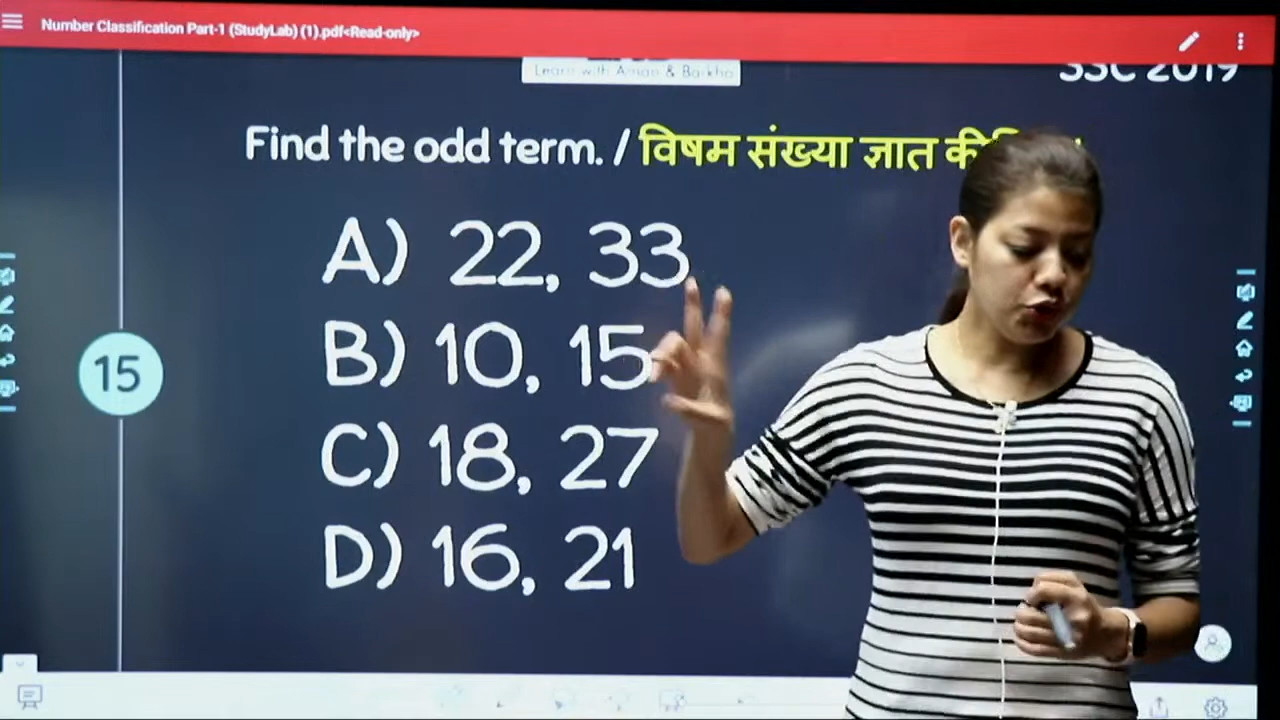 Number Classification Part-1 (StudyLab) (1).pdf<Read-only>
Learn with Aman & Barkha
SSC 2019
Find the odd term. / विषम संख्या ज्ञात
A) 22, 33
B) 10, 15
C) 18, 27
D) 16, 21
15